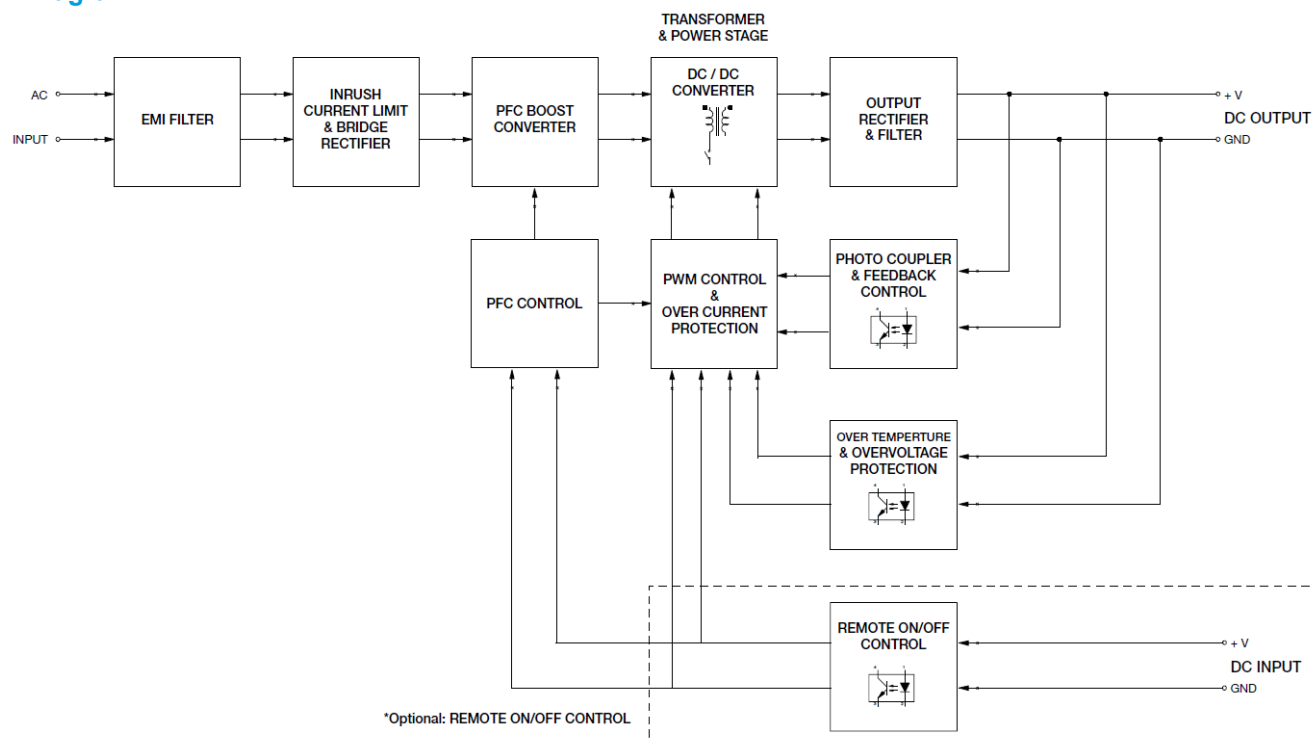 TRANSFORMER
& POWER STAGE
AC
INPUT
EMI FILTER
INRUSH
CURRENT LIMIT
& BRIDGE
RECTIFIER
PFC BOOST
CONVERTER
DC / DC
CONVERTER
OUTPUT
RECTIFIER
& FILTER
+ V
DC OUTPUT
GND
PFC CONTROL
PWM CONTROL
&
OVER CURRENT
PROTECTION
PHOTO COUPLER
& FEEDBACK
CONTROL
OVER TEMPERTURE
& OVERVOLTAGE
PROTECTION
REMOTE ON/OFF
CONTROL
+ V
DC INPUT
GND
*Optional: REMOTE ON/OFF CONTROL